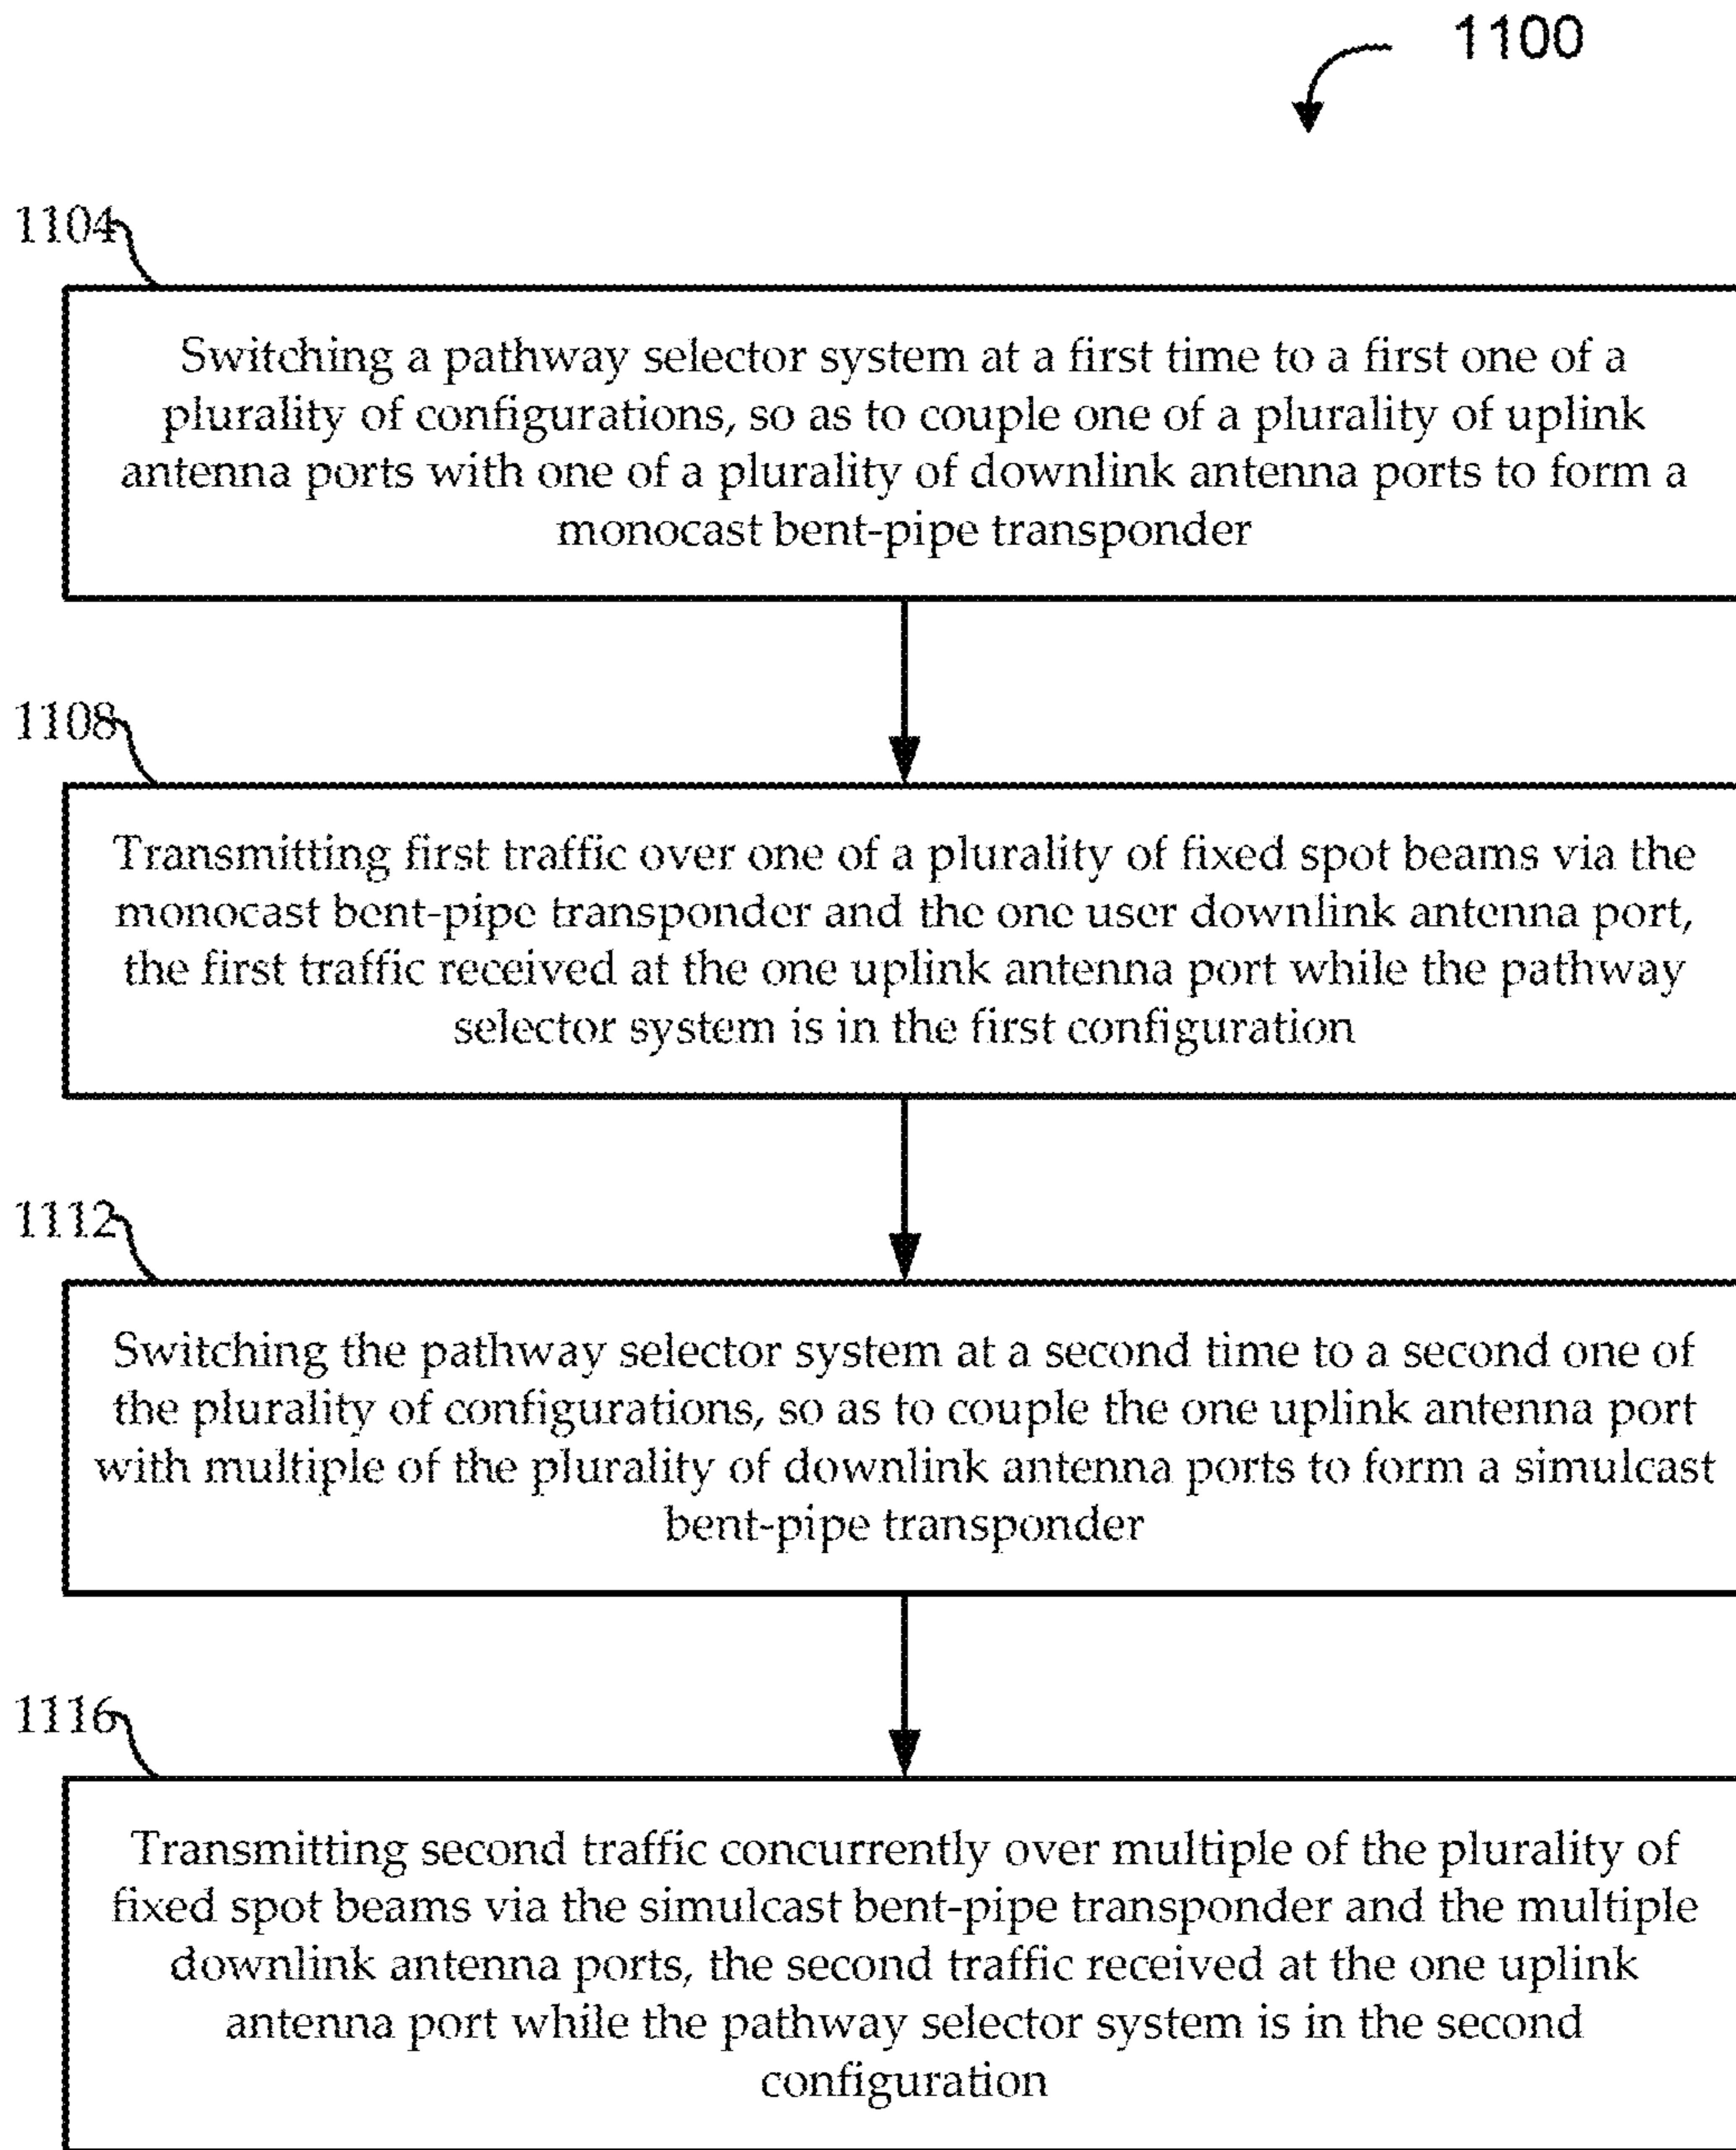 1100
1104
Switching a pathway selector system at a first time to a first one of a
plurality of configurations, so as to couple one of a plurality of uplink
antenna ports with one of a plurality of downlink antenna ports to form a
monocast bent-pipe transponder
1108
Transmitting first traffic over one of a plurality of fixed spot beams via the
monocast bent-pipe transponder and the one user downlink antenna port,
the first traffic received at the one uplink antenna port while the pathway
selector system is in the first configuration
1112
Switching the pathway selector system at a second time to a second one of
the plurality of configurations, so as to couple the one uplink antenna port
with multiple of the plurality of downlink antenna ports to form a simulcast
bent-pipe transponder
1116
Transmitting second traffic concurrently over multiple of the plurality of
fixed spot beams via the simulcast bent-pipe transponder and the multiple
downlink antenna ports, the second traffic received at the one uplink
antenna port while the pathway selector system is in the second
configuration